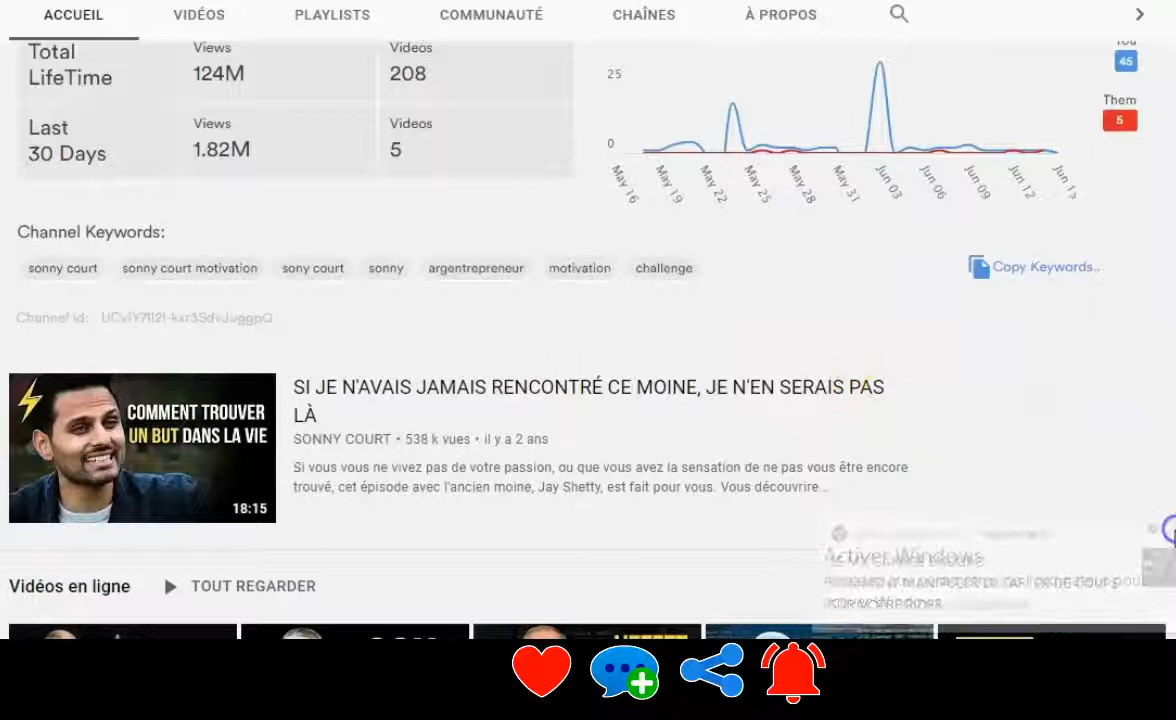 ACCUEIL VIDÉOS PLAYLISTS COMMUNAUTÉ CHAÎNES À PROPOS
Total LifeTime
Views
124M
Videos
208
Last
30 Days
Views
1.82M
Videos
5
25
0
May 16 May 19 May 22 May 25 May 28 May 31 Jun 03 Jun 06 Jun 09 Jun 12
You
45
Them
5
Channel Keywords:
sonny court sonny court motivation sony court sonny argentrepreneur motivation challenge
Copy Keywords..
Channel Id:
COMMENT TROUVER
UN BUT DANS LA VIE
18:15
SI JE N'AVAIS JAMAIS RENCONTRÉ CE MOINE, JE N'EN SERAIS PAS
LÀ
SONNY COURT • 538 k vues • il y a 2 ans
Si vous vous ne vivez pas de votre passion, ou que vous avez la sensation de ne pas vous être encore
trouvé, cet épisode avec l'ancien moine, Jay Shetty, est fait pour vous. Vous découvrire...
Activer Windows
Vidéos en ligne TOUT REGARDER